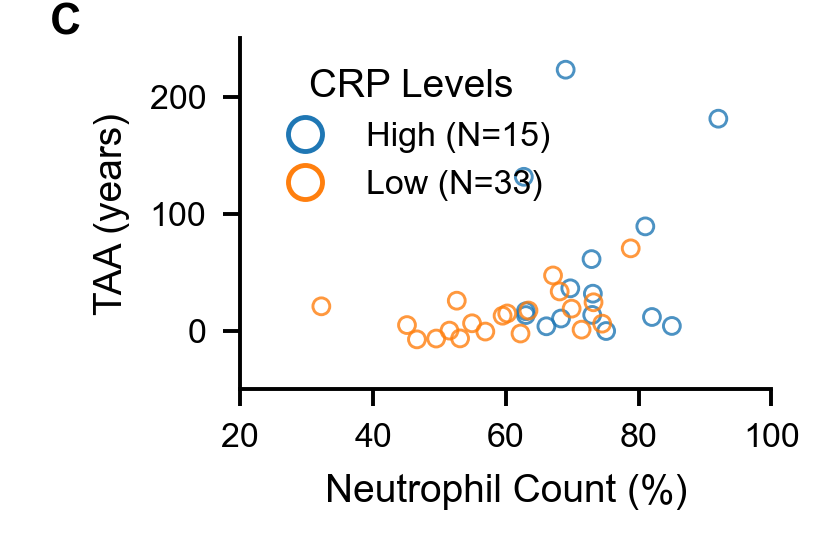 C
TAA (years)
200
100
0
CRP Levels
High (N=15)
Low (N=33)
20 40 60 80 100
Neutrophil Count (%)